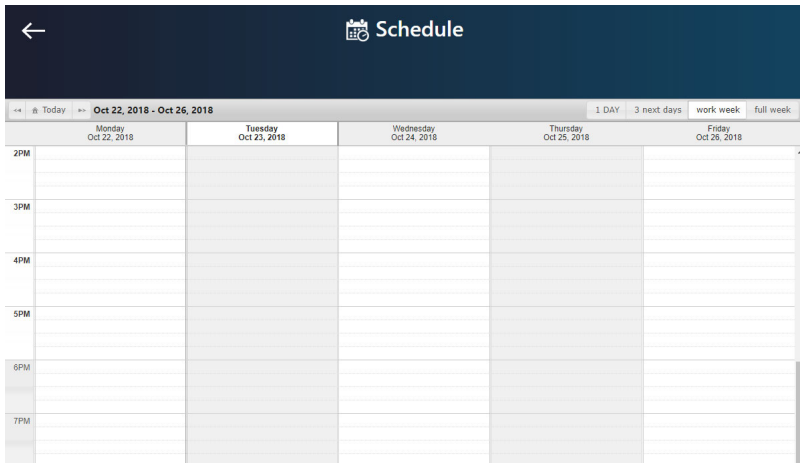 Schedule
Today Oct 22, 2018 - Oct 26, 2018 1 DAY 3 next days work week full week
Monday Tuesday Wednesday Thursday Friday
Oct 22, 2018 Oct 23, 2018 Oct 24, 2018 Oct 25, 2018 Oct 26, 2018
2PM
3PM
4PM
5PM
6PM
7PM